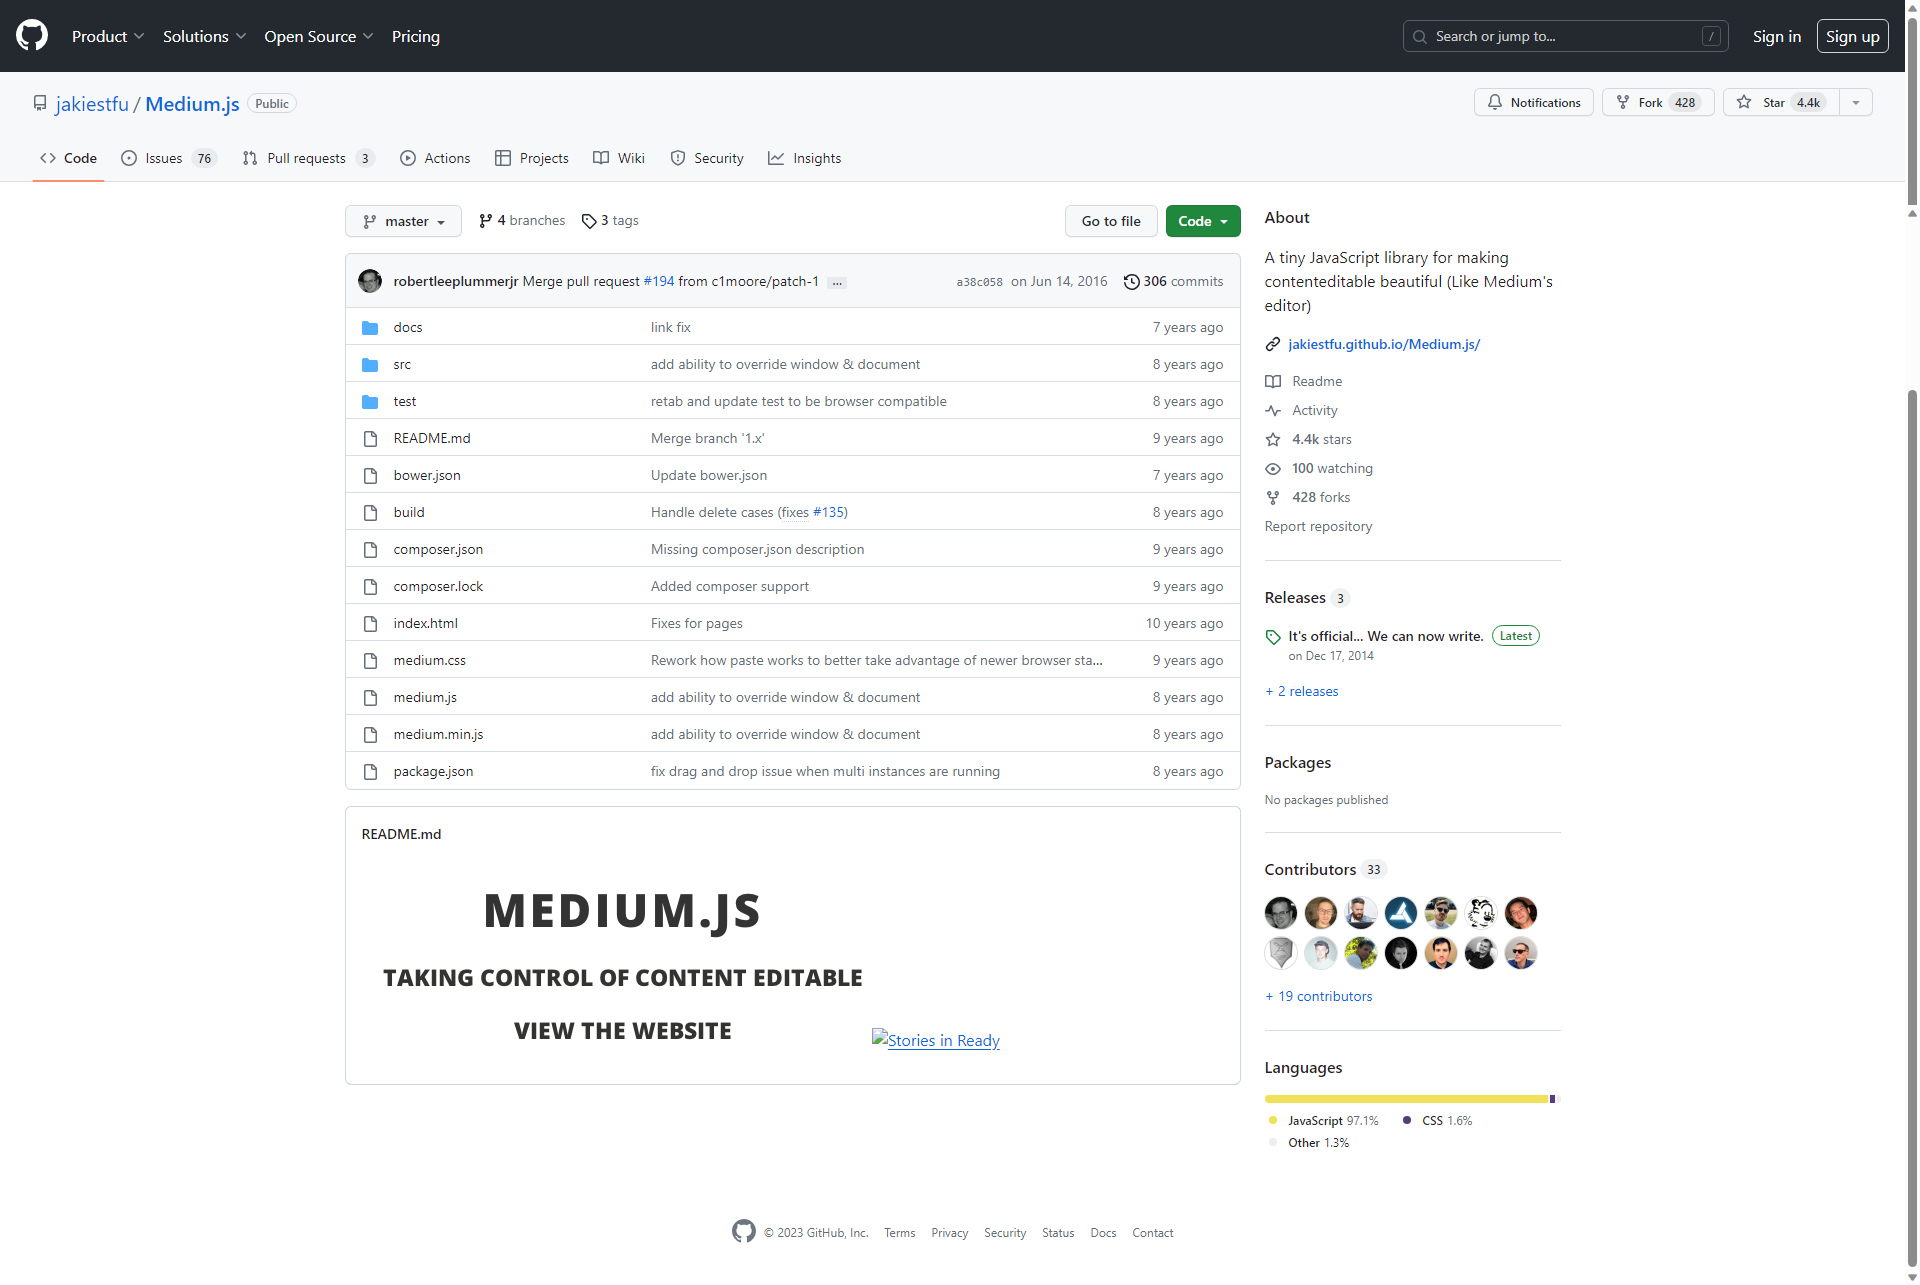 Product Solutions Open Source Pricing Search or jump to... / Sign in Sign up
jakiestfu / Medium.js Public Notifications Fork 428 Star 4.4k
Code Issues 76 Pull requests 3 Actions Projects Wiki Security Insights
master 4 branches 3 tags Go to file Code
robertleeplummerjr Merge pull request #194 from c1moore/patch-1 ... a38c058 on Jun 14, 2016 306 commits
docs link fix 7 years ago
src add ability to override window & document 8 years ago
test retab and update test to be browser compatible 8 years ago
README.md Merge branch '1.x' 9 years ago
bower.json Update bower.json 7 years ago
build Handle delete cases (fixes #135) 8 years ago
composer.json Missing composer.json description 9 years ago
composer.lock Added composer support 9 years ago
index.html Fixes for pages 10 years ago
medium.css Rework how paste works to better take advantage of newer browser sta... 9 years ago
medium.js add ability to override window & document 8 years ago
medium.min.js add ability to override window & document 8 years ago
package.json fix drag and drop issue when multi instances are running 8 years ago
README.md
MEDIUM.JS
TAKING CONTROL OF CONTENT EDITABLE
VIEW THE WEBSITE
Stories in Ready
About
A tiny JavaScript library for making
contenteditable beautiful (Like Medium's
editor)
jakiestfu.github.io/Medium.js/
Readme
Activity
4.4k stars
100 watching
428 forks
Report repository
Releases 3
It's official... We can now write. Latest
on Dec 17, 2014
+ 2 releases
Packages
No packages published
Contributors 33
+ 19 contributors
Languages
JavaScript 97.1% CSS 1.6%
Other 1.3%
© 2023 GitHub, Inc. Terms Privacy Security Status Docs Contact